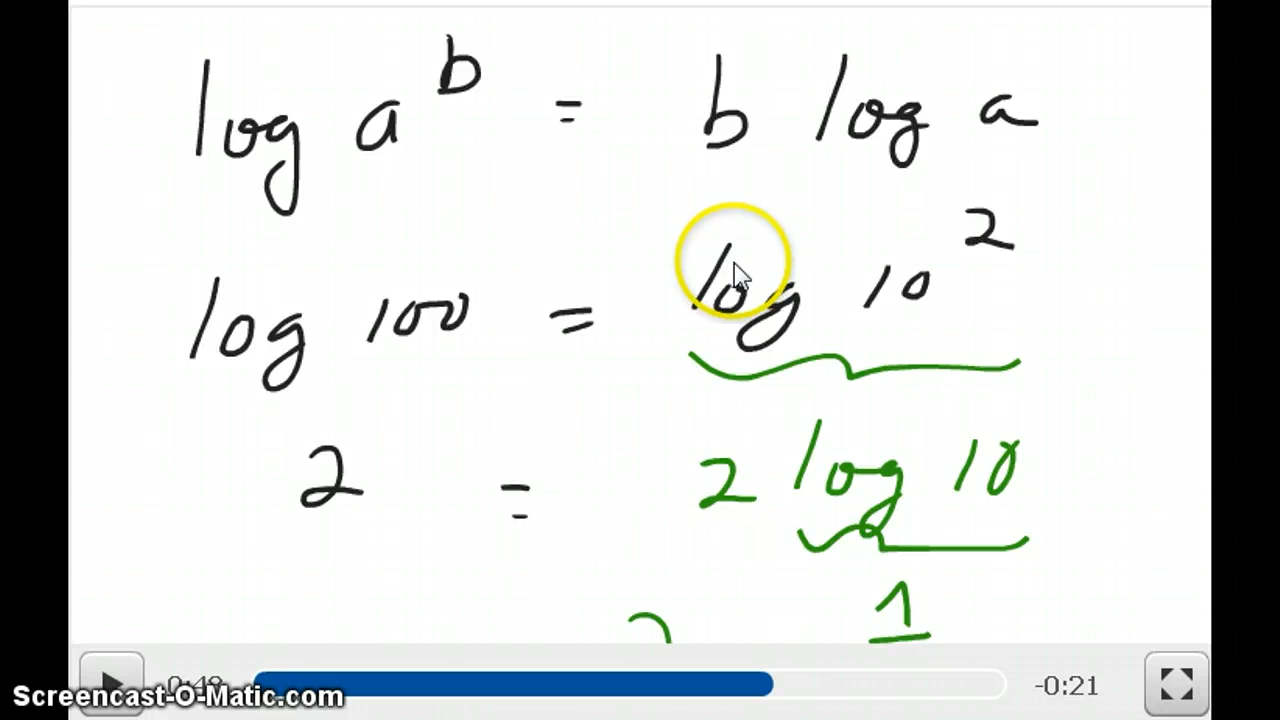 log a^b = b log a
log 100 = log 10^2
2 = 2 log 10
1
-0:21
Screencast-O-Matic.com